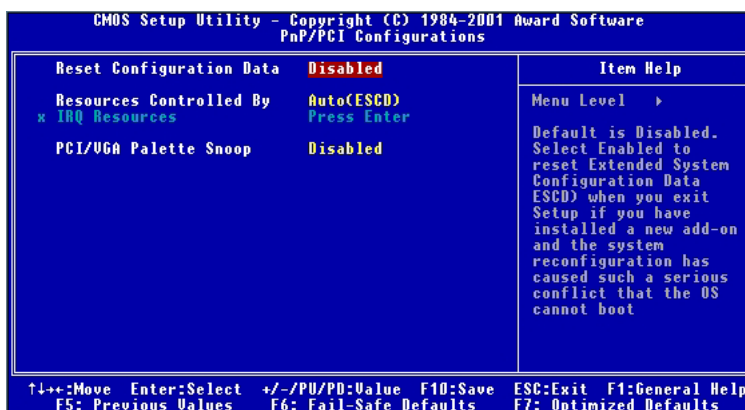 CMOS Setup Utility - Copyright (C) 1984-2001 Award Software
PnP/PCI Configurations
Reset Configuration Data Disabled
Resources Controlled By Auto(ESCD)
x IRQ Resources Press Enter
PCI/VGA Palette Snoop Disabled
Item Help
Menu Level ▸
Default is Disabled.
Select Enabled to
reset Extended System
Configuration Data
ESCD) when you exit
Setup if you have
installed a new add-on
and the system
reconfiguration has
caused such a serious
conflict that the OS
cannot boot
↑↓→←:Move Enter:Select +/-/PU/PD:Value F10:Save ESC:Exit F1:General Help
F5: Previous Values F6: Fail-Safe Defaults F7: Optimized Defaults